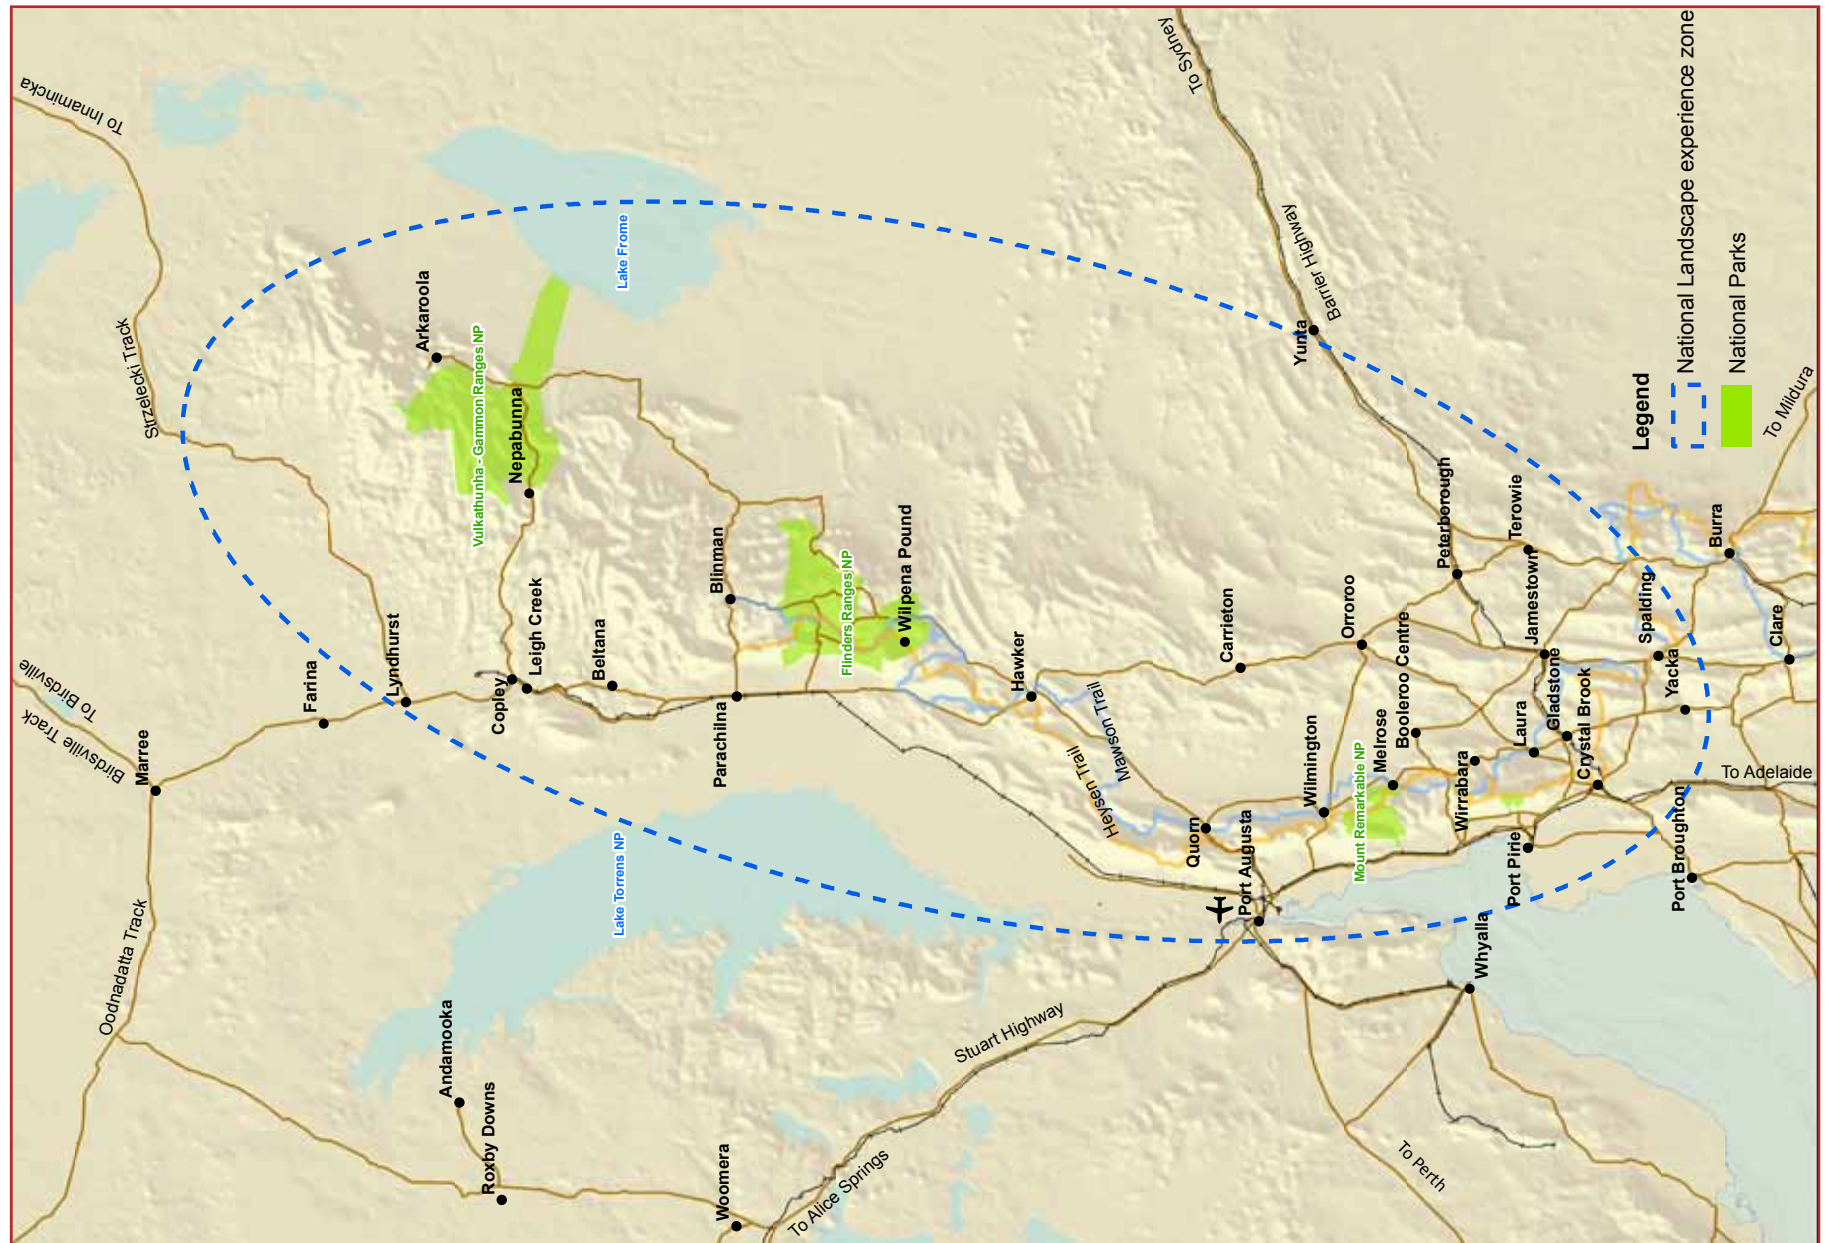 To Innamincka
To Birdsville
Birdsville Track
Strzelecki Track
Marree
Oodnadatta Track
Farina
Lyndhurst
Arkaroola
Vulkathunha - Gammon Ranges NP
Nepabunna
Lake Frome
Copley
Leigh Creek
Beltana
Andamooka
Roxby Downs
Lake Torrens NP
Blinman
Parachilna
Woomera
To Alice Springs
Flinders Ranges NP
Wilpena Pound
Stuart Highway
Hawker
Heysen Trail
Mawson Trail
To Sydney
Barrier Highway
Yunta
Carrieton
Quorn
Port Augusta
Wilmington
Orroroo
Mount Remarkable NP
Melrose
Booleroo Centre
Peterborough
Wirrabara
Whyalla
To Perth
Terowie
Jamestown
Laura
Port Pirie
Gladstone
Crystal Brook
Spalding
Yacka
Port Broughton
Burra
Clare
To Mildura
To Adelaide
Legend
National Landscape experience zone
National Parks